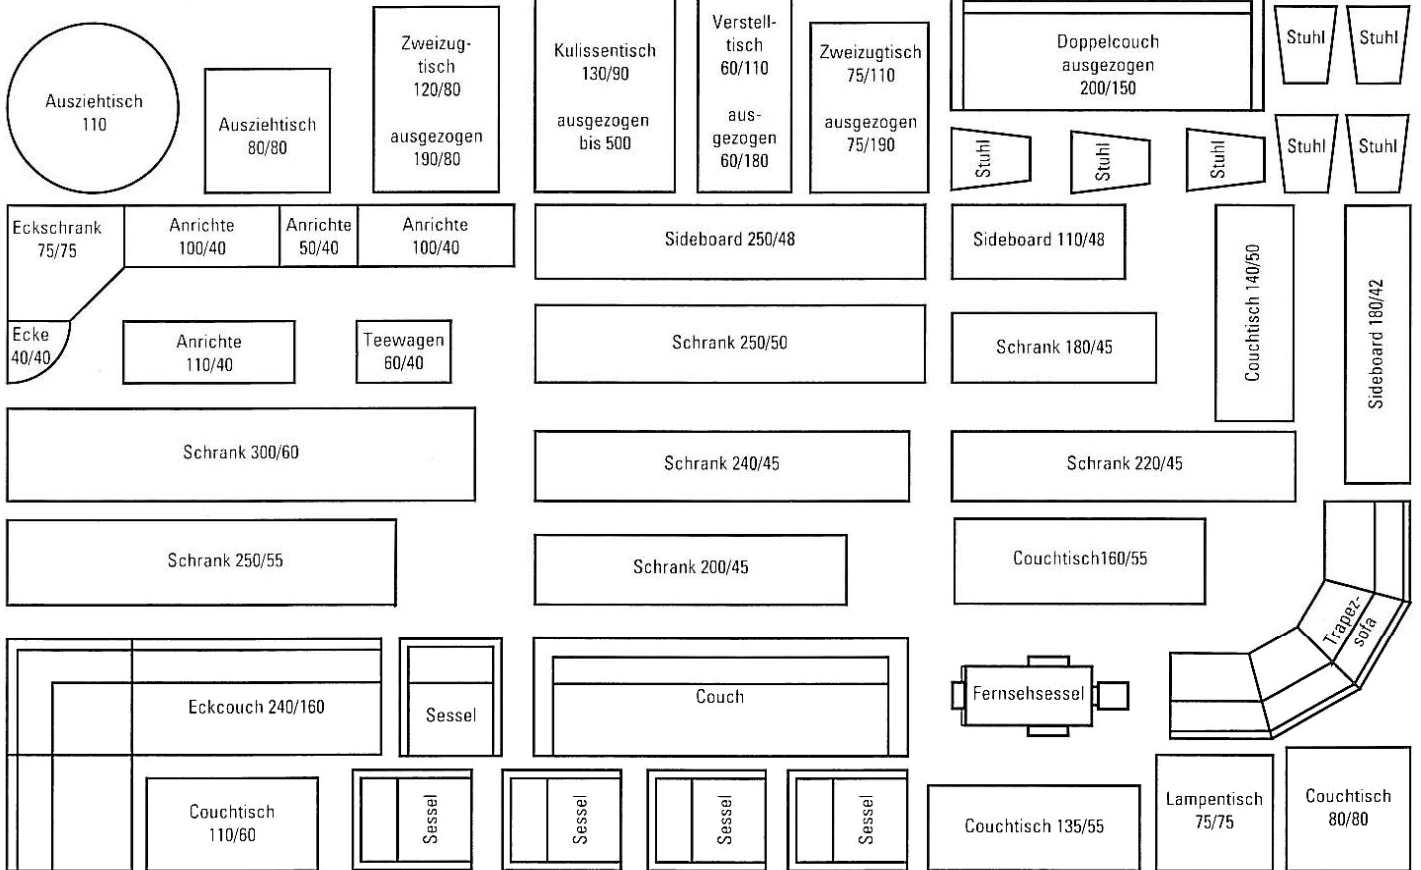 Ausziehtisch
110
Ausziehtisch
80/80
Zweizug-
tisch
120/80
ausgezogen
190/80
Kulissentisch
130/90
ausgezogen
bis 500
Verstell-
tisch
60/110
aus-
gezogen
60/180
Zweizugtisch
75/110
ausgezogen
75/190
Doppelcouch
ausgezogen
200/150
Stuhl
Stuhl
Stuhl
Stuhl
Stuhl
Stuhl
Stuhl
Eckschrank
75/75
Anrichte
100/40
Anrichte
50/40
Anrichte
100/40
Sideboard 250/48
Sideboard 110/48
Couchtisch 140/50
Sideboard 180/42
Ecke
40/40
Anrichte
110/40
Teewagen
60/40
Schrank 250/50
Schrank 180/45
Schrank 300/60
Schrank 240/45
Schrank 220/45
Schrank 250/55
Schrank 200/45
Couchtisch160/55
Trapez-
sofa
Eckcouch 240/160
Sessel
Couch
Fernsehsessel
Couchtisch
110/60
Sessel
Sessel
Sessel
Sessel
Couchtisch 135/55
Lampentisch
75/75
Couchtisch
80/80